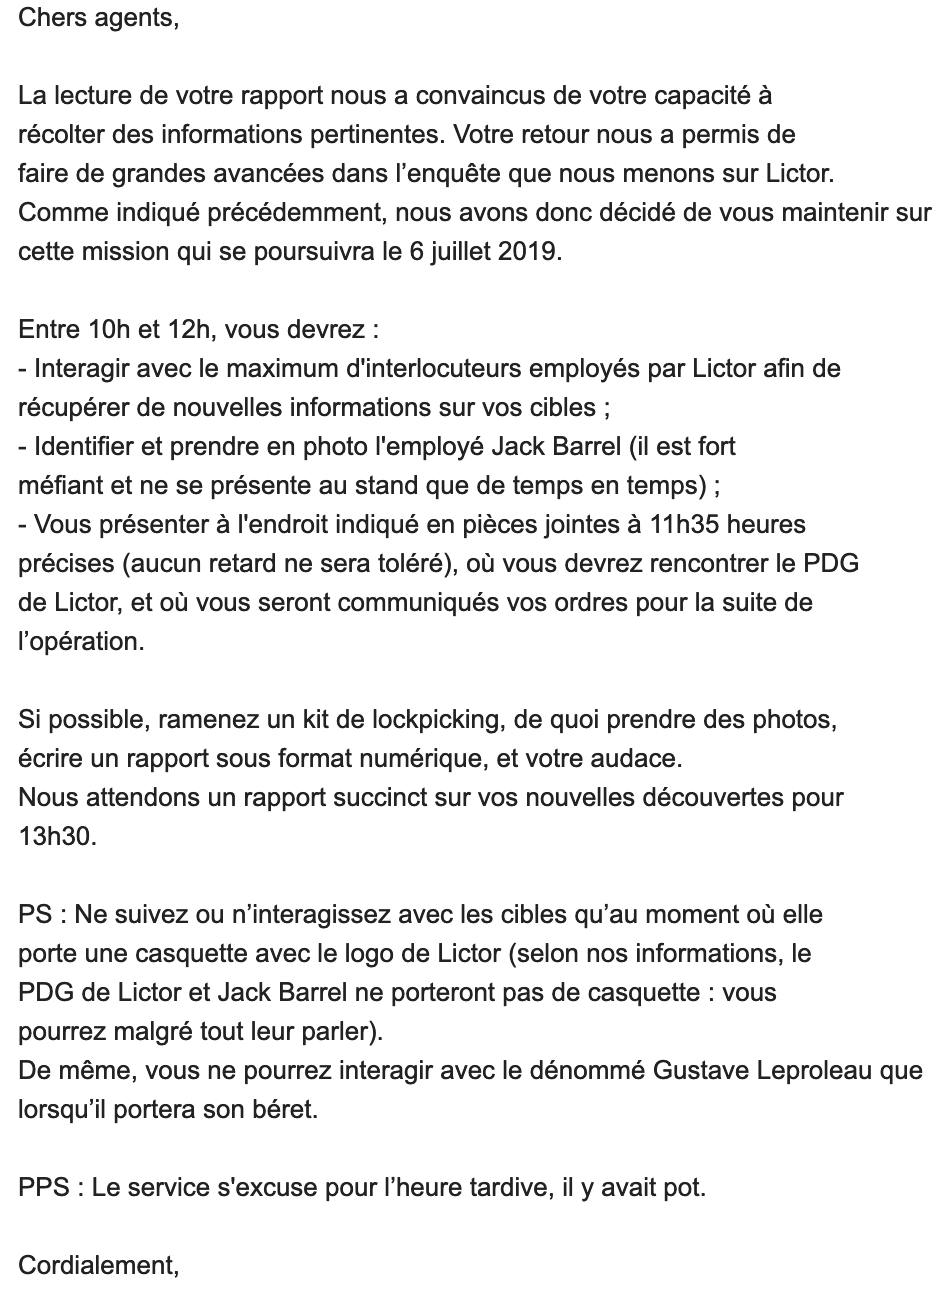 Chers agents,
La lecture de votre rapport nous a convaincus de votre capacité à
récolter des informations pertinentes. Votre retour nous a permis de
faire de grandes avancées dans l’enquête que nous menons sur Lictor.
Comme indiqué précédemment, nous avons donc décidé de vous maintenir sur
cette mission qui se poursuivra le 6 juillet 2019.
Entre 10h et 12h, vous devrez :
- Interagir avec le maximum d'interlocuteurs employés par Lictor afin de
récupérer de nouvelles informations sur vos cibles ;
- Identifier et prendre en photo l'employé Jack Barrel (il est fort
méfiant et ne se présente au stand que de temps en temps) ;
- Vous présenter à l'endroit indiqué en pièces jointes à 11h35 heures
précises (aucun retard ne sera toléré), où vous devrez rencontrer le PDG
de Lictor, et où vous seront communiqués vos ordres pour la suite de
l’opération.
Si possible, ramenez un kit de lockpicking, de quoi prendre des photos,
écrire un rapport sous format numérique, et votre audace.
Nous attendons un rapport succinct sur vos nouvelles découvertes pour
13h30.
PS : Ne suivez ou n’interagissez avec les cibles qu’au moment où elle
porte une casquette avec le logo de Lictor (selon nos informations, le
PDG de Lictor et Jack Barrel ne porteront pas de casquette : vous
pourrez malgré tout leur parler).
De même, vous ne pourrez interagir avec le dénommé Gustave Leproleau que
lorsqu’il portera son béret.
PPS : Le service s'excuse pour l’heure tardive, il y avait pot.
Cordialement,